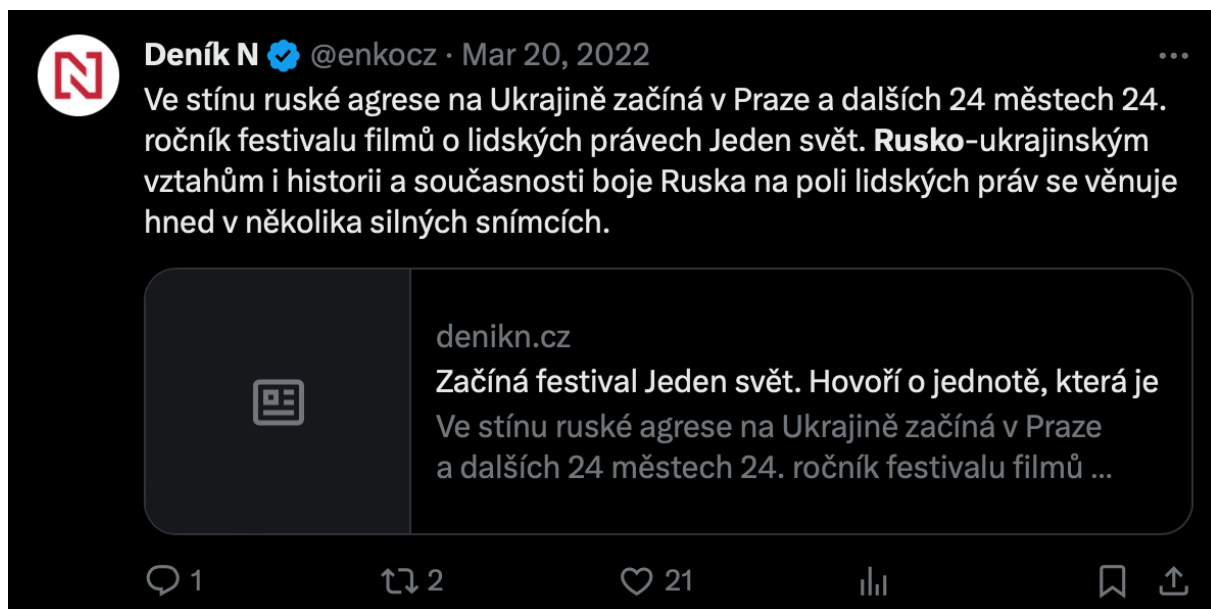 Deník N @enkocz · Mar 20, 2022
Ve stínu ruské agrese na Ukrajině začíná v Praze a dalších 24 městech 24.
ročník festivalu filmů o lidských právech Jeden svět. Rusko-ukrajinským
vztahům i historii a současnosti boje Ruska na poli lidských práv se věnuje
hned v několika silných snímcích.
denikn.cz
Začíná festival Jeden svět. Hovoří o jednotě, která je
Ve stínu ruské agrese na Ukrajině začíná v Praze
a dalších 24 městech 24. ročník festivalu filmů ...
1 2 21